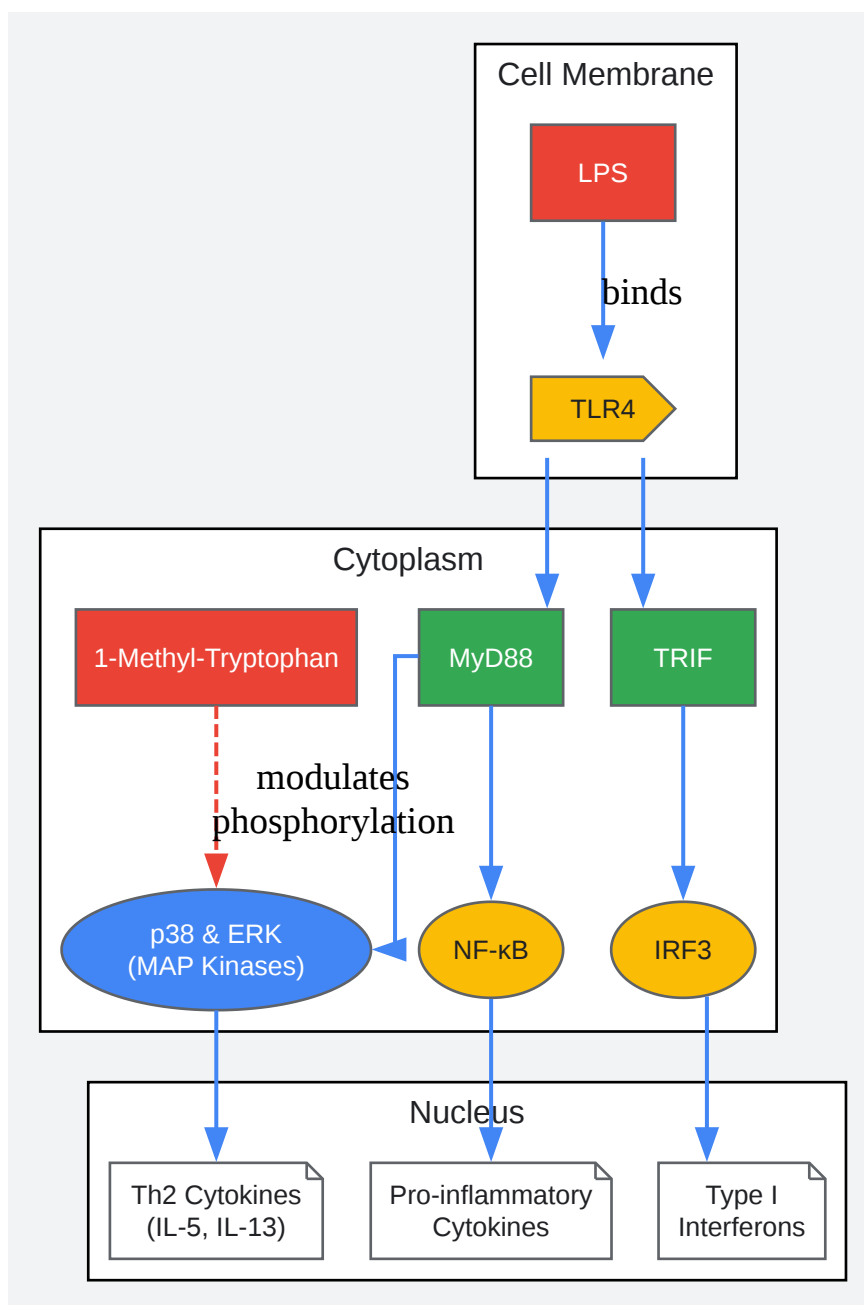 Cell Membrane
LPS
binds
TLR4
Cytoplasm
1-Methyl-Tryptophan
MyD88
TRIF
modulates
phosphorylation
p38 & ERK
(MAP Kinases)
NF-κB
IRF3
Nucleus
Th2 Cytokines
(IL-5, IL-13)
Pro-inflammatory
Cytokines
Type I
Interferons